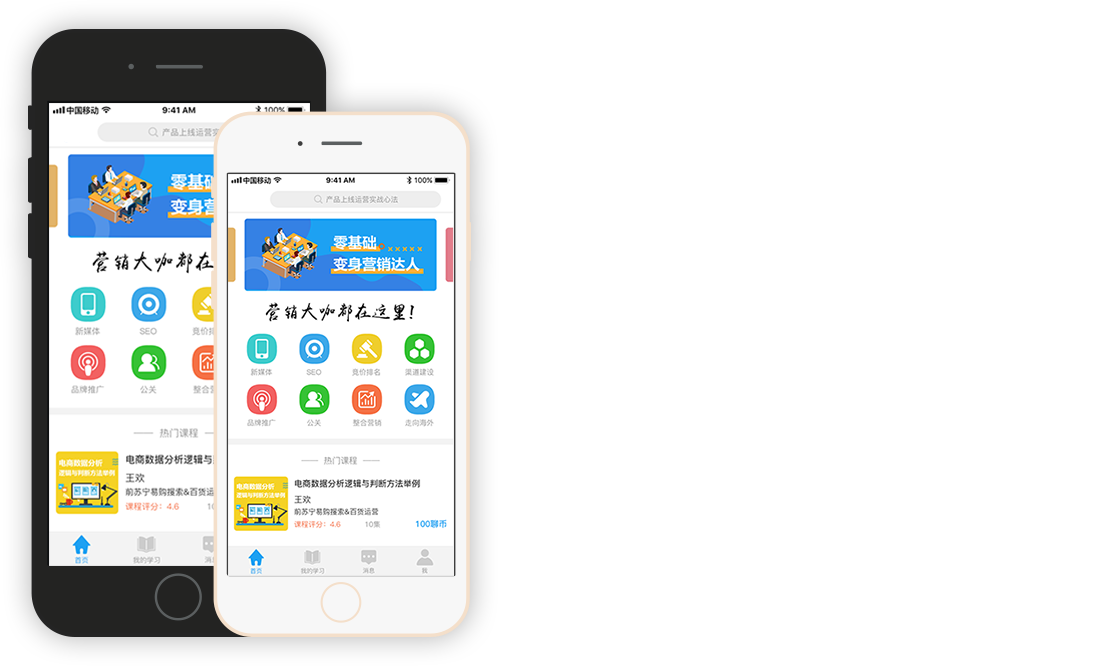 中国移动
9:41 AM
100%
产品上线运营实
零基础
变身营
营销大咖都在
新媒体
SEO
竞价排
品牌推广
公关
整合营
热门课程
电商数据分析
逻辑与判断方法举例
电商数据分析逻辑与
王欢
前苏宁易购搜索&百货运
课程评分：4.6
10
首页
我的学习
消
中国移动
9:41 AM
100%
产品上线运营实战心法
零基础
变身营销达人
营销大咖都在这里!
新媒体
SEO
竞价排名
渠道建设
品牌推广
公关
整合营销
走向海外
热门课程
电商数据分析
逻辑与判断方法举例
电商数据分析逻辑与判断方法举例
王欢
前苏宁易购搜索&百货运营
课程评分：4.6
10集
100聊币
首页
我的学习
消息
我